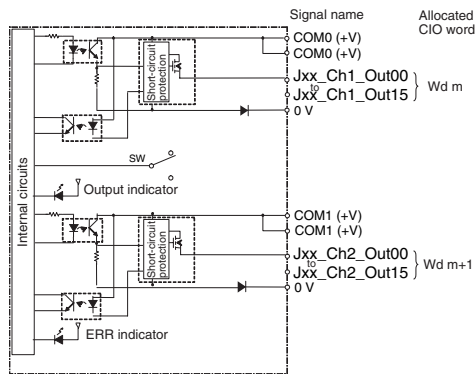 Signal name
Allocated
CIO word
COM0 (+V)
COM0 (+V)
Jxx_Ch1_Out00
to
Jxx_Ch1_Out15
Wd m
0 V
Short-circuit
protection
SW
Output indicator
Internal circuits
COM1 (+V)
COM1 (+V)
Jxx_Ch2_Out00
to
Jxx_Ch2_Out15
Wd m+1
0 V
Short-circuit
protection
ERR indicator